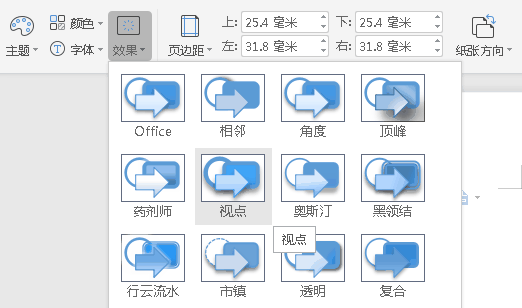 颜色
上: 25.4 毫米 下: 25.4 毫米
主题 字体 效果 页边距 左: 31.8 毫米 右: 31.8 毫米 纸张方向
Office 相邻 角度 顶峰
药剂师 视点 奥斯汀 黑领结
视点
行云流水 市镇 透明 复合